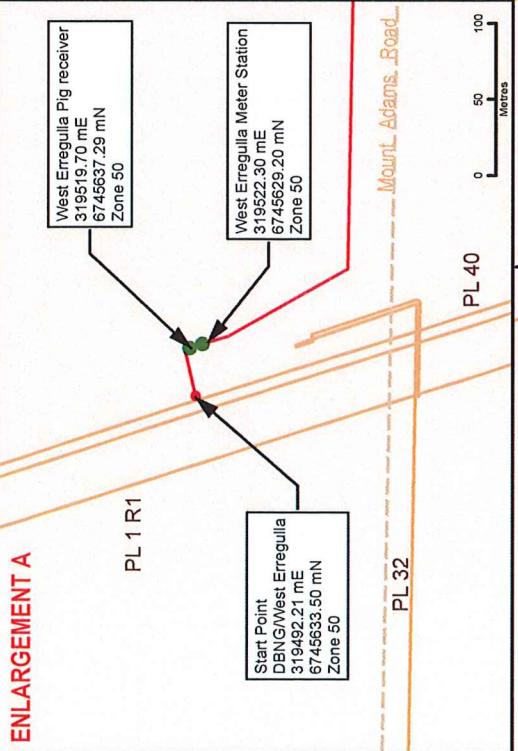 ENLARGEMENT A
West Erregulla Pig receiver
319519.70 mE
6745637.29 mN
Zone 50
West Erregulla Meter Station
319522.30 mE
6745629.20 mN
Zone 50
PL 1 R1
Start Point
DBNG/West Erregulla
319492.21 mE
6745633.50 mN
Zone 50
Mount Adams Road
PL 32
PL 40
0 50 100
Metres